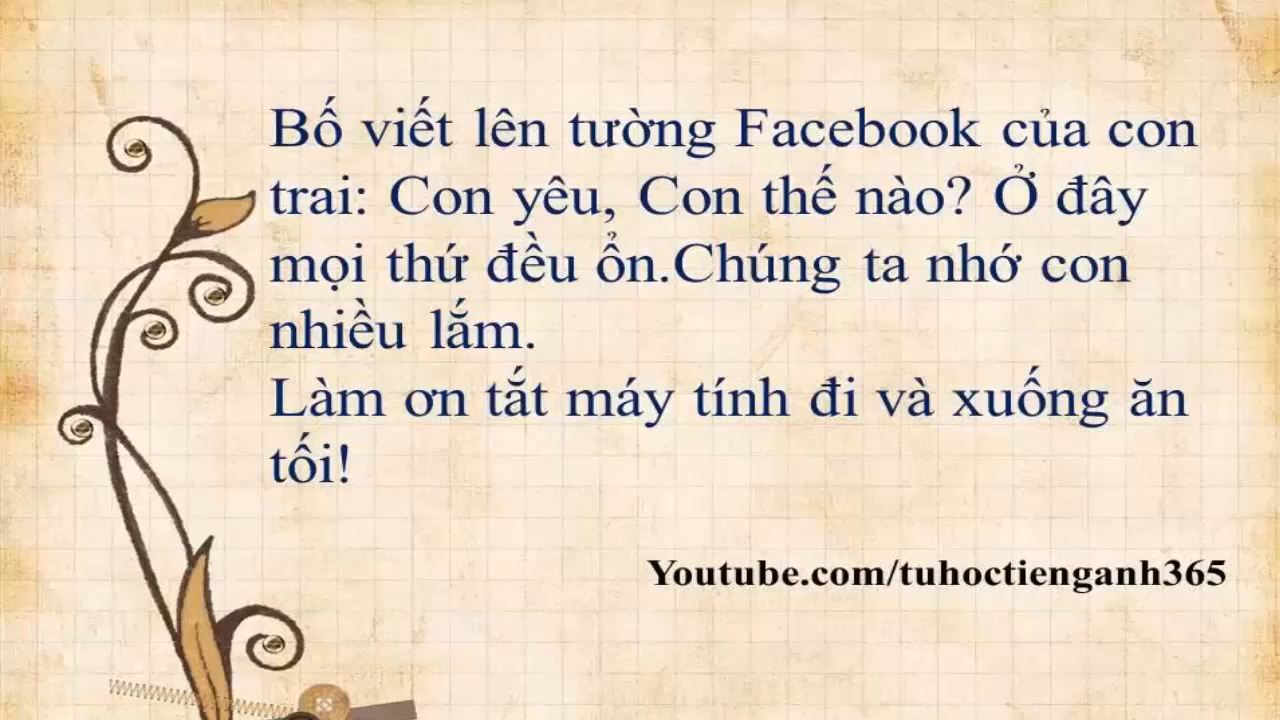 Bố viết lên tường Facebook của con
trai: Con yêu, Con thế nào? Ở đây
mọi thứ đều ổn.Chúng ta nhớ con
nhiều lắm.
Làm ơn tắt máy tính đi và xuống ăn
tối!
Youtube.com/tuhoctienganh365